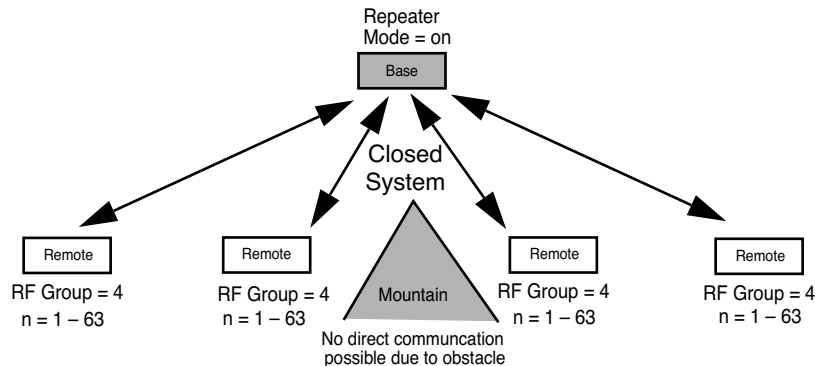 Repeater
Mode = on
Base
Closed
System
Remote
RF Group = 4
n = 1 – 63
Remote
RF Group = 4
n = 1 – 63
Mountain
No direct communcation
possible due to obstacle
Remote
RF Group = 4
n = 1 – 63
Remote
RF Group = 4
n = 1 – 63